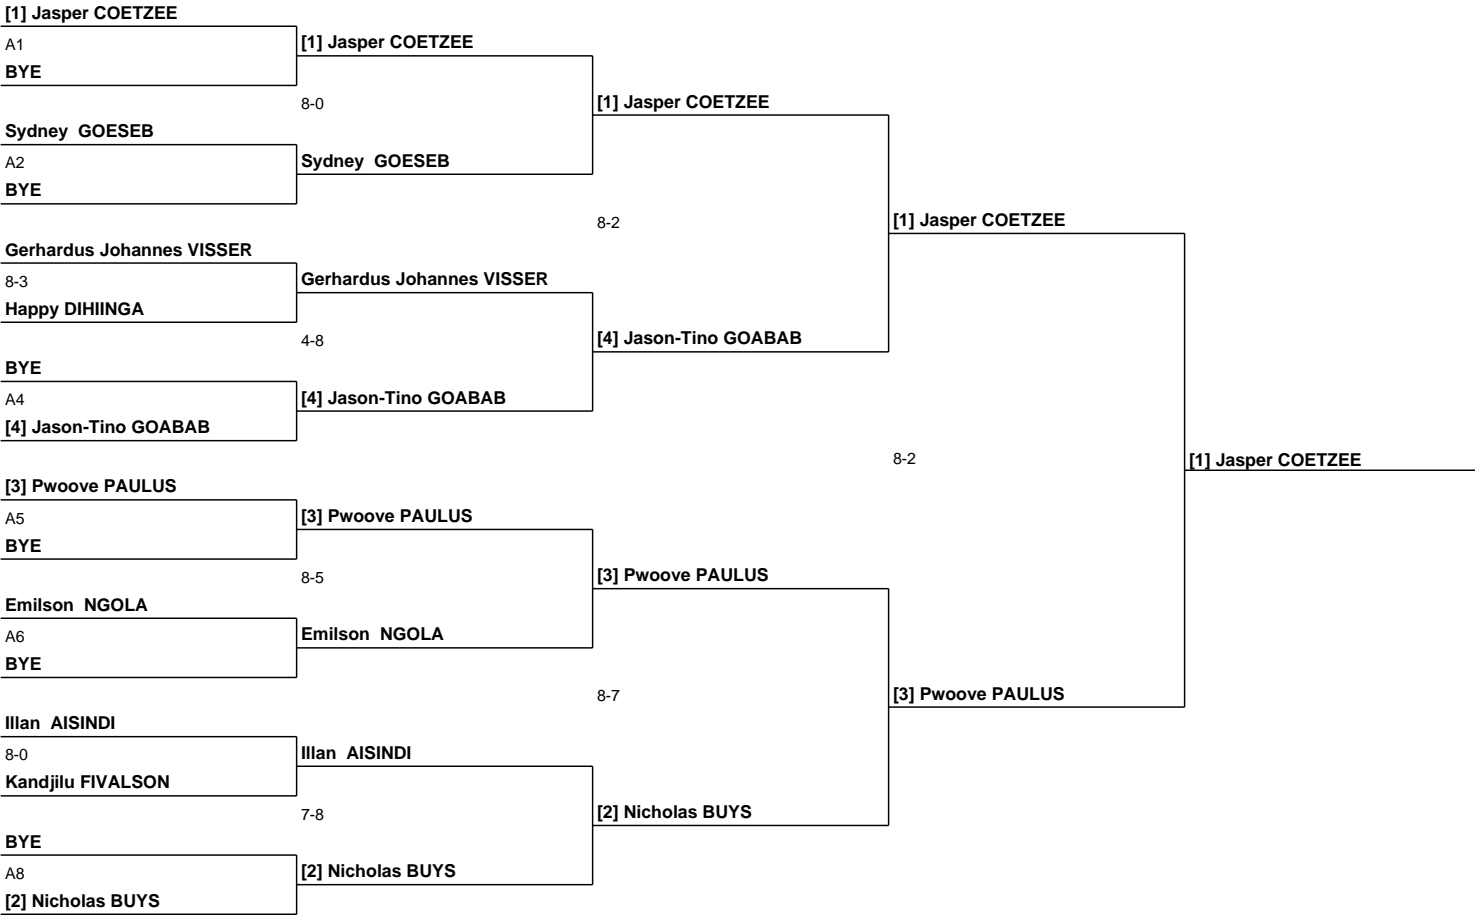 [1] Jasper COETZEE
A1
BYE
Sydney GOESEB
A2
BYE
Gerhardus Johannes VISSER
8-3
Happy DIHIINGA
BYE
A4
[4] Jason-Tino GOABAB
[3] Pwoove PAULUS
A5
BYE
Emilson NGOLA
A6
BYE
Illan AISINDI
8-0
Kandjilu FIVALSON
BYE
A8
[2] Nicholas BUYS
[1] Jasper COETZEE
8-0
Sydney GOESEB
Gerhardus Johannes VISSER
4-8
[4] Jason-Tino GOABAB
[3] Pwoove PAULUS
8-5
Emilson NGOLA
Illan AISINDI
7-8
[2] Nicholas BUYS
[1] Jasper COETZEE
8-2
[4] Jason-Tino GOABAB
[3] Pwoove PAULUS
8-7
[2] Nicholas BUYS
[1] Jasper COETZEE
8-2
[3] Pwoove PAULUS
[1] Jasper COETZEE